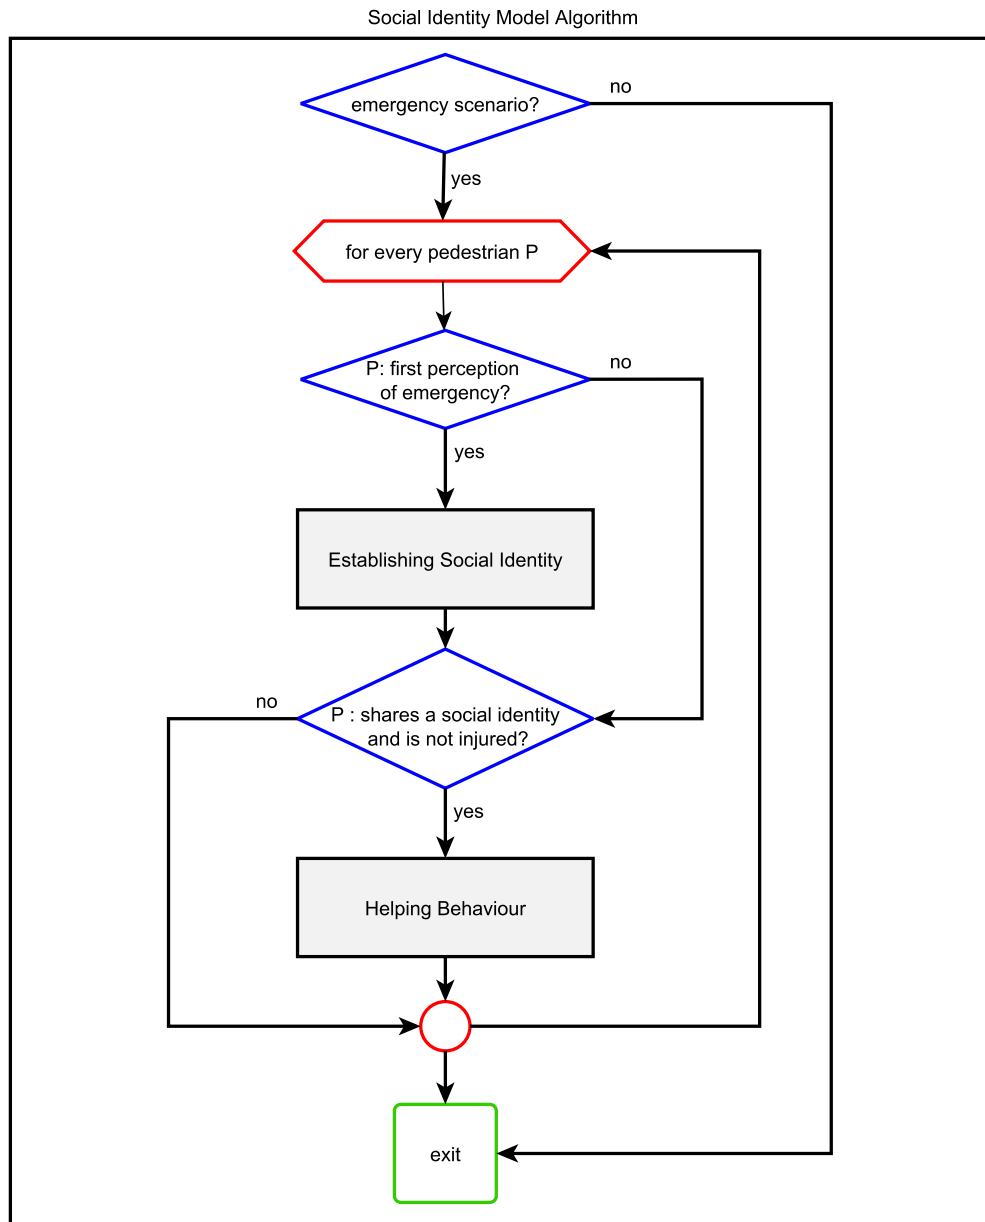 Social Identity Model Algorithm
emergency scenario?
no
yes
for every pedestrian P
P: first perception
of emergency?
no
yes
Establishing Social Identity
no
P : shares a social identity
and is not injured?
yes
Helping Behaviour
exit